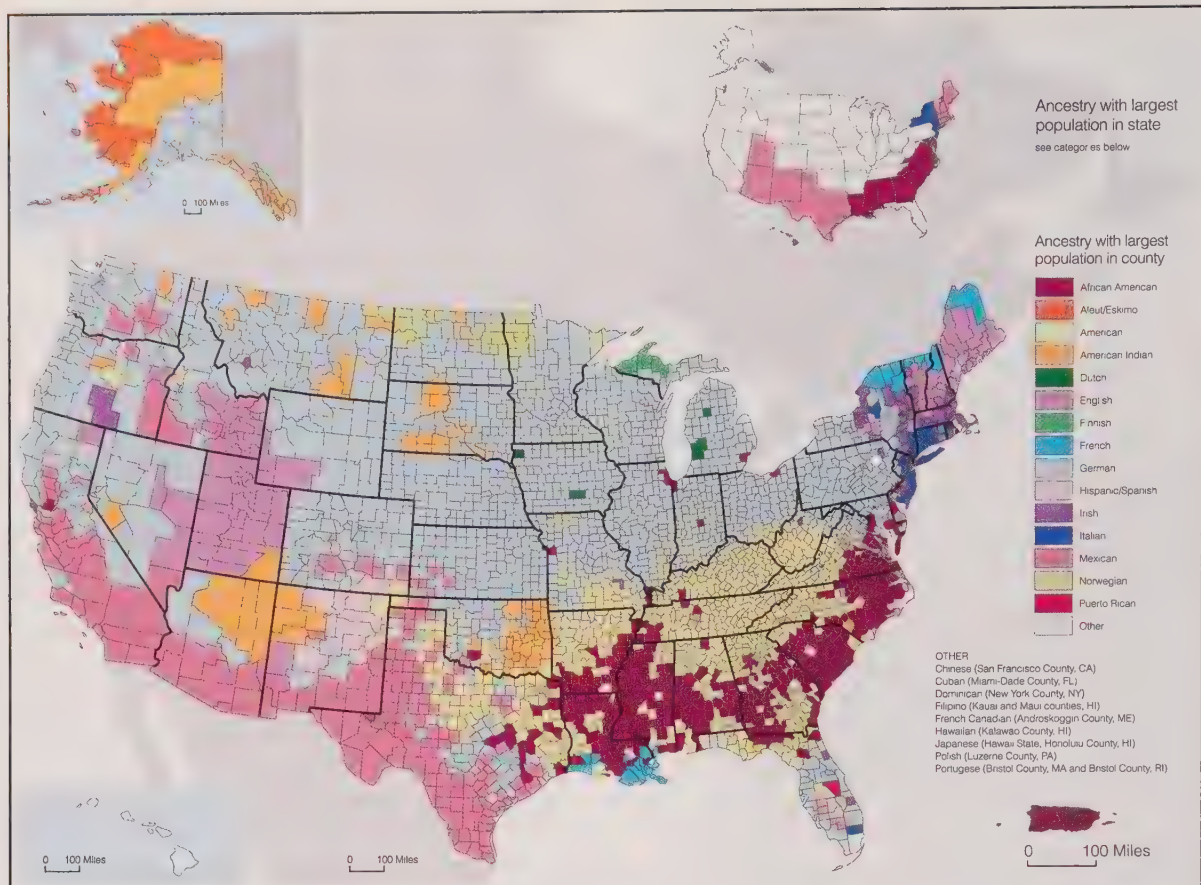 0 100 Miles
Ancestry with largest
population in state
see categor es below
Ancestry with largest
population in county
African American
Aleut/Eskimo
American
American Indian
Dutch
English
Finnish
French
German
Hispanic/Spanish
Irish
Italian
Mexican
Norwegian
Puerto Rican
Other
OTHER
Chinese (San Francisco County, CA)
Cuban (Miami-Dade County, FL)
Dominican (New York County, NY)
Filipino (Kauai and Maui counties, HI)
French Canadian (Androskoggin County, ME)
Hawaiian (Kalawao County, HI)
Japanese (Hawaii State, Honolulu County, HI)
Polish (Luzerne County, PA)
Portugese (Bristol County, MA and Bristol County, RI)
0 100 Miles
0 100 Miles
0 100 Miles